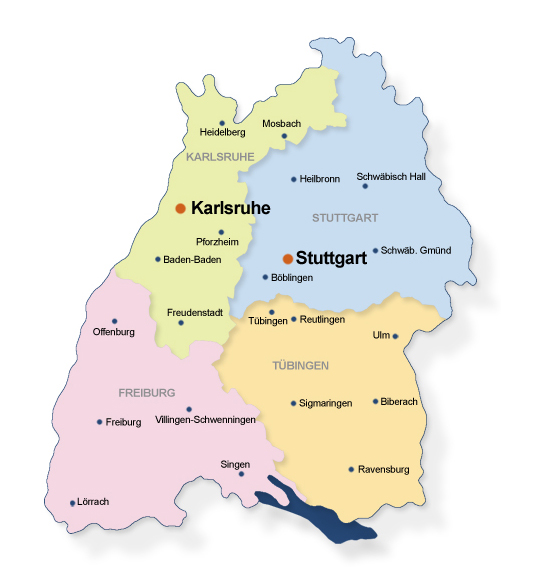 Heidelberg
Mosbach
KARLSRUHE
Heilbronn
Schwäbisch Hall
Karlsruhe
STUTTGART
Pforzheim
Baden-Baden
Stuttgart
Schwäb. Gmünd
Böblingen
Freudenstadt
Tübingen
Reutlingen
Offenburg
Ulm
TÜBINGEN
FREIBURG
Sigmaringen
Biberach
Freiburg
Villingen-Schwenningen
Singen
Ravensburg
Lörrach